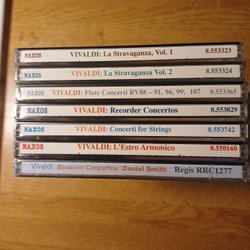 NAXOS VIVALDI: La Stravaganza, Vol. 1 8.553323
NAXOS VIVALDI: La Stravaganza, Vol. 2 8.553324
NAXOS VIVALDI: Flute Concerti RV88 – 91, 96, 99, 107 8.553365
NAXOS VIVALDI: Recorder Concertos 8.553829
NAXOS VIVALDI: Concerti for Strings 8.553742
NAXOS VIVALDI: L'Estro Armonico 8.550160
Vivaldi Bassoon Concertos Daniel Smith Regis RRC1277